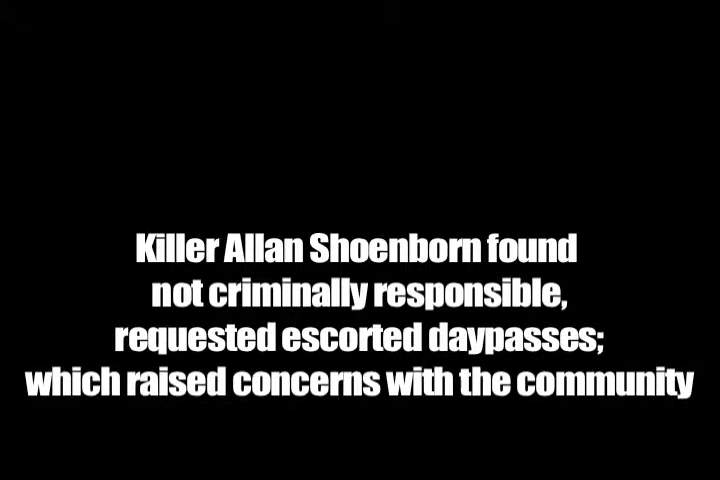 Killer Allan Shoenborn found
not criminally responsible,
requested escorted daypasses;
which raised concerns with the community